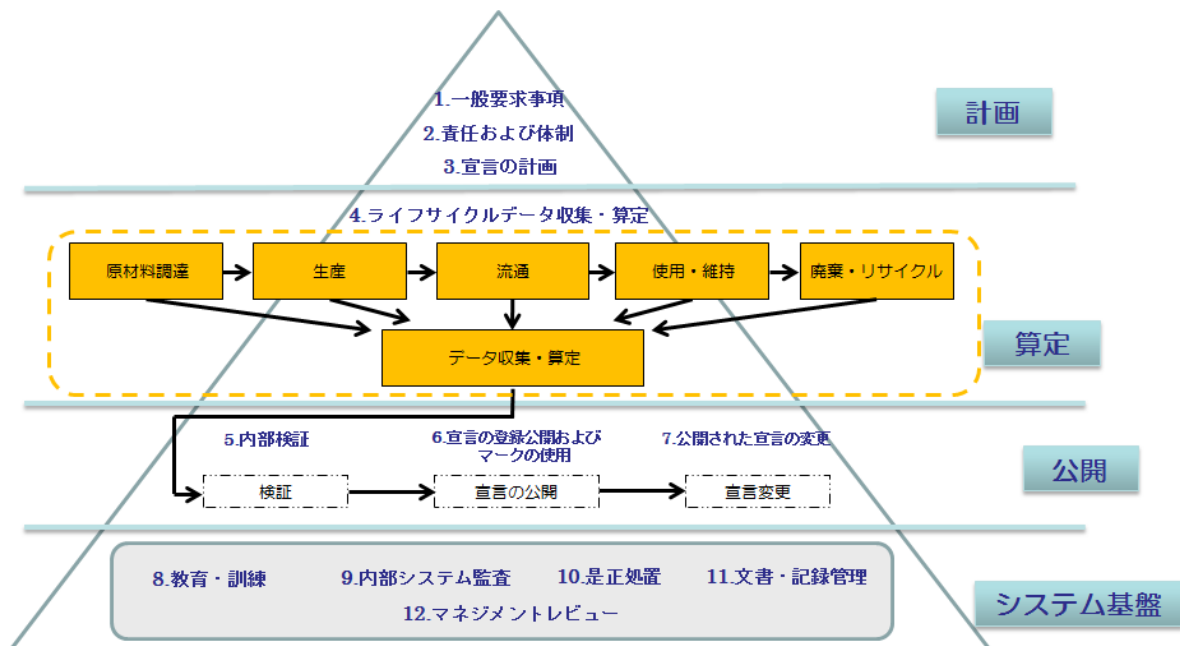 1.一般要求事項
2.責任および体制
3.宣言の計画
計画
4.ライフサイクルデータ収集・算定
原材料調達
生産
流通
使用・維持
廃棄・リサイクル
データ収集・算定
算定
5.内部検証
6.宣言の登録公開および
マークの使用
7.公開された宣言の変更
検証
宣言の公開
宣言変更
公開
8.教育・訓練
9.内部システム監査
10.是正処置
11.文書・記録管理
12.マネジメントレビュー
システム基盤